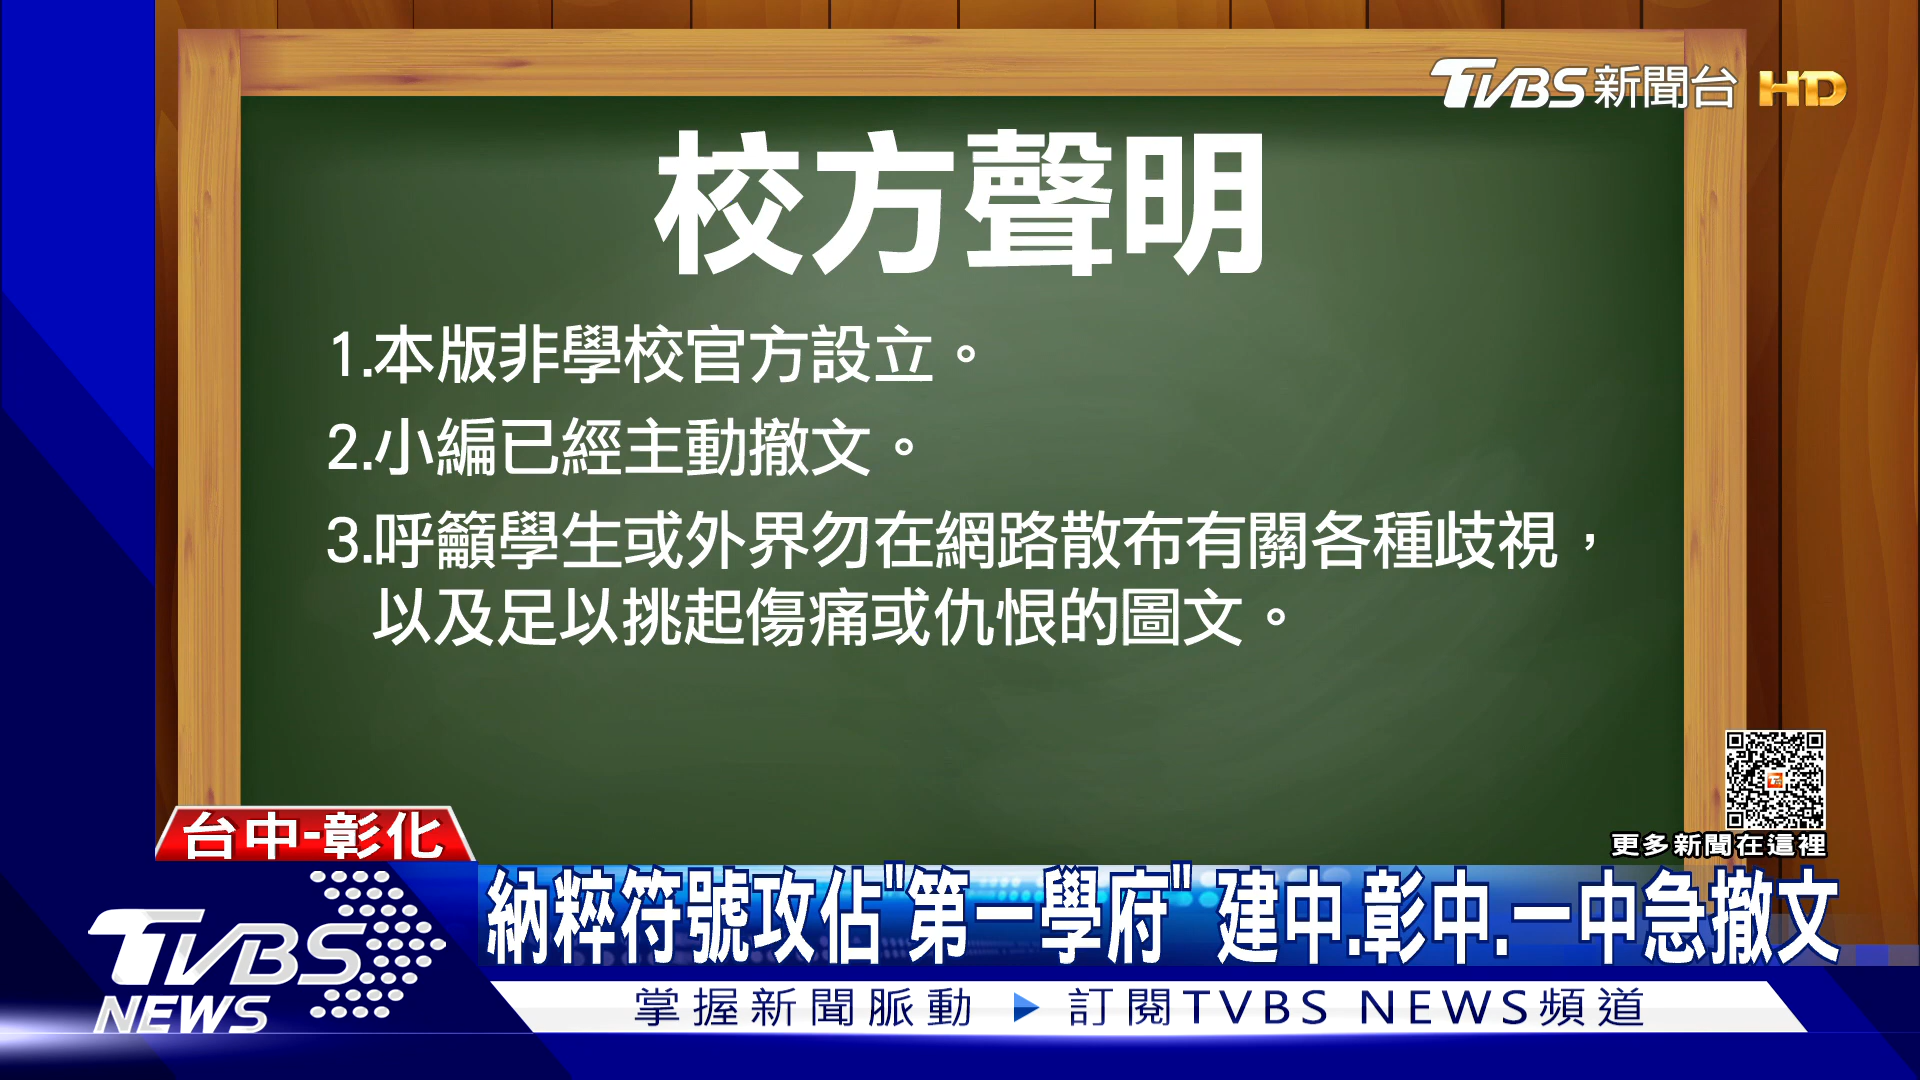 TVBS新聞台 HD
校方聲明
1.本版非學校官方設立。
2.小編已經主動撤文。
3.呼籲學生或外界勿在網路散布有關各種歧視，
以及足以挑起傷痛或仇恨的圖文。
更多新聞在這裡
台中-彰化
納粹符號攻佔"第一學府" 建中.彰中.一中急撤文
TVBS
NEWS
掌握新聞脈動 ▶ 訂閱TVBS NEWS頻道